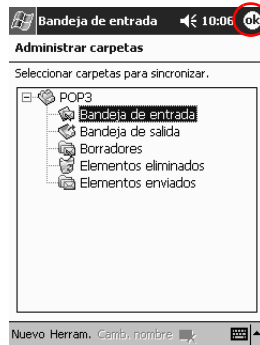 Bandeja de entrada 10:06 ok
Administrar carpetas
Seleccionar carpetas para sincronizar.
POP3
Bandeja de entrada
Bandeja de salida
Borradores
Elementos eliminados
Elementos enviados
Nuevo Herram. Camb. nombre